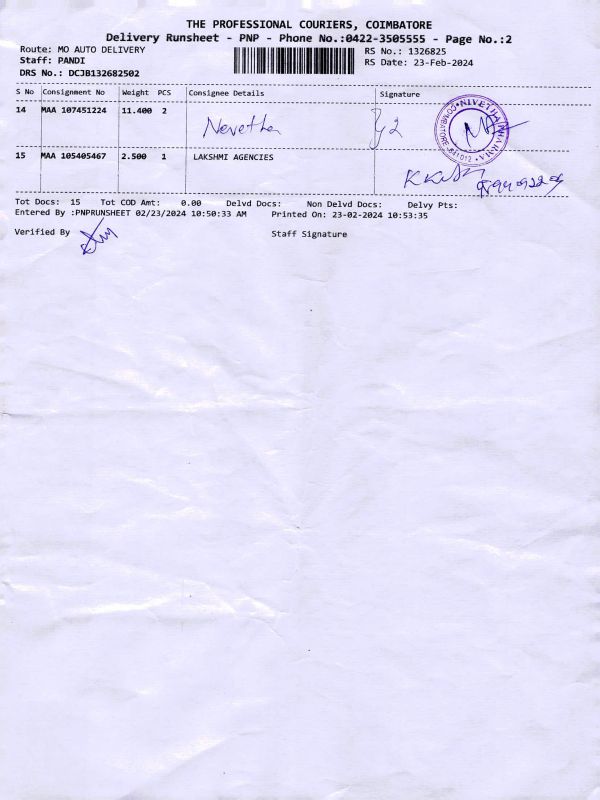 THE PROFESSIONAL COURIERS, COIMBATORE
Delivery Runsheet - PNP - Phone No.:0422-3505555 - Page No.:2
Route: MO AUTO DELIVERY RS No.: 1326825
Staff: PANDI RS Date: 23-Feb-2024
DRS No.: DCJB132682502
S No Consignment No Weight PCS Consignee Details Signature
14 MAA 107451224 11.400 2
Nevetha
NIVETHA PHARMA
COIMBATORE 641012
15 MAA 105405467 2.500 1 LAKSHMI AGENCIES
Tot Docs: 15 Tot COD Amt: 0.00 Delvd Docs: Non Delvd Docs: Delvy Pts:
Entered By :PNPRUNSHEET 02/23/2024 10:50:33 AM Printed On: 23-02-2024 10:53:35
Verified By Staff Signature